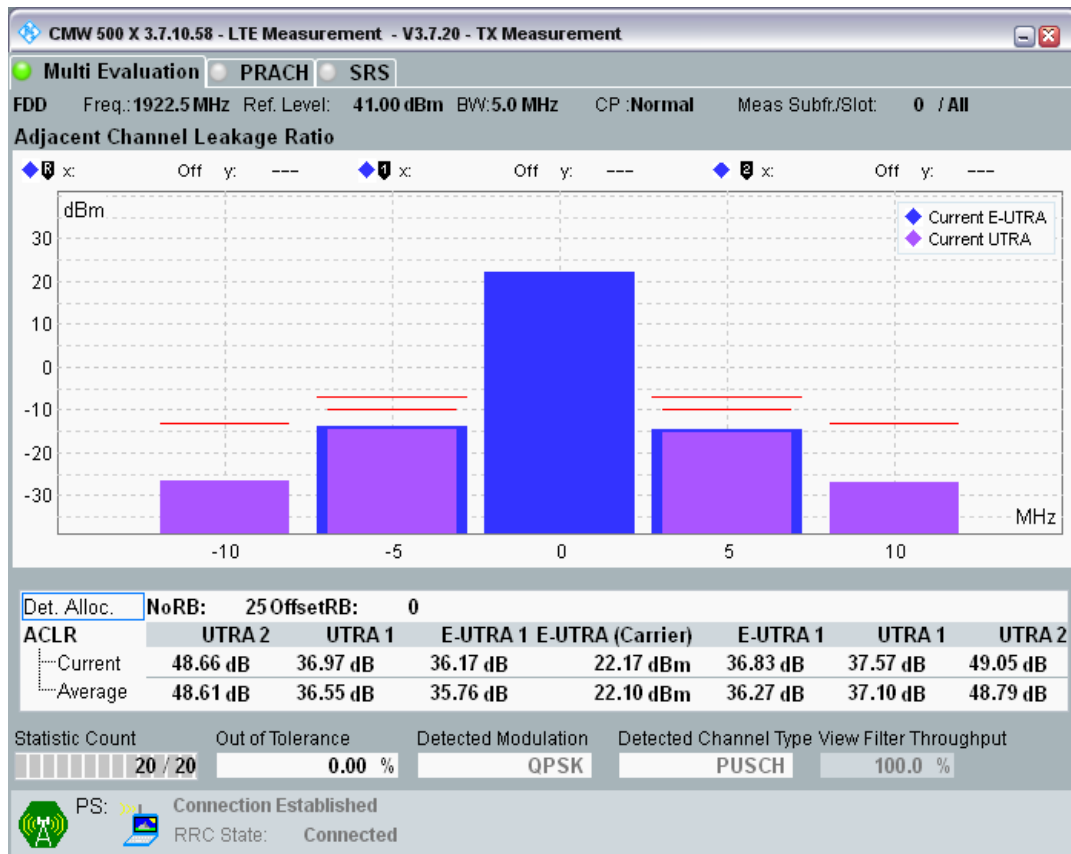 CMW 500 X 3.7.10.58 - LTE Measurement - V3.7.20 - TX Measurement
Multi Evaluation PRACH SRS
FDD Freq.:1922.5 MHz Ref. Level: 41.00 dBm BW:5.0 MHz CP :Normal Meas Subfr./Slot: 0 / All
Adjacent Channel Leakage Ratio
R x: Off y: --- 1 x: Off y: --- 2 x: Off y: ---
dBm
Current E-UTRA
Current UTRA
30
20
10
0
-10
-20
-30
MHz
-10 -5 0 5 10
Det. Alloc. NoRB: 25 OffsetRB: 0
ACLR UTRA 2 UTRA 1 E-UTRA 1 E-UTRA (Carrier) E-UTRA 1 UTRA 1 UTRA 2
Current 48.66 dB 36.97 dB 36.17 dB 22.17 dBm 36.83 dB 37.57 dB 49.05 dB
Average 48.61 dB 36.55 dB 35.76 dB 22.10 dBm 36.27 dB 37.10 dB 48.79 dB
Statistic Count Out of Tolerance Detected Modulation Detected Channel Type View Filter Throughput
20 / 20 0.00 % QPSK PUSCH 100.0 %
PS: Connection Established
RRC State: Connected